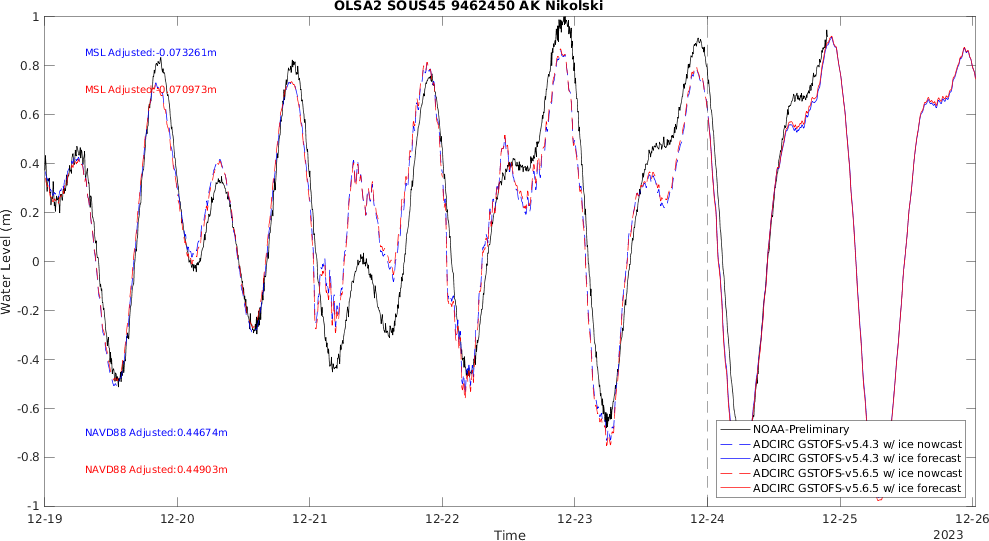 OLSA2 SOUS45 9462450 AK Nikolski
1
0.8
0.6
0.4
0.2
0
-0.2
-0.4
-0.6
-0.8
-1
Water Level (m)
MSL Adjusted:-0.073261m
MSL Adjusted:-0.070973m
NAVD88 Adjusted:0.44674m
NAVD88 Adjusted:0.44903m
NOAA-Preliminary
ADCIRC GSTOFS-v5.4.3 w/ ice nowcast
ADCIRC GSTOFS-v5.4.3 w/ ice forecast
ADCIRC GSTOFS-v5.6.5 w/ ice nowcast
ADCIRC GSTOFS-v5.6.5 w/ ice forecast
12-19 12-20 12-21 12-22 12-23 12-24 12-25 12-26
Time
2023